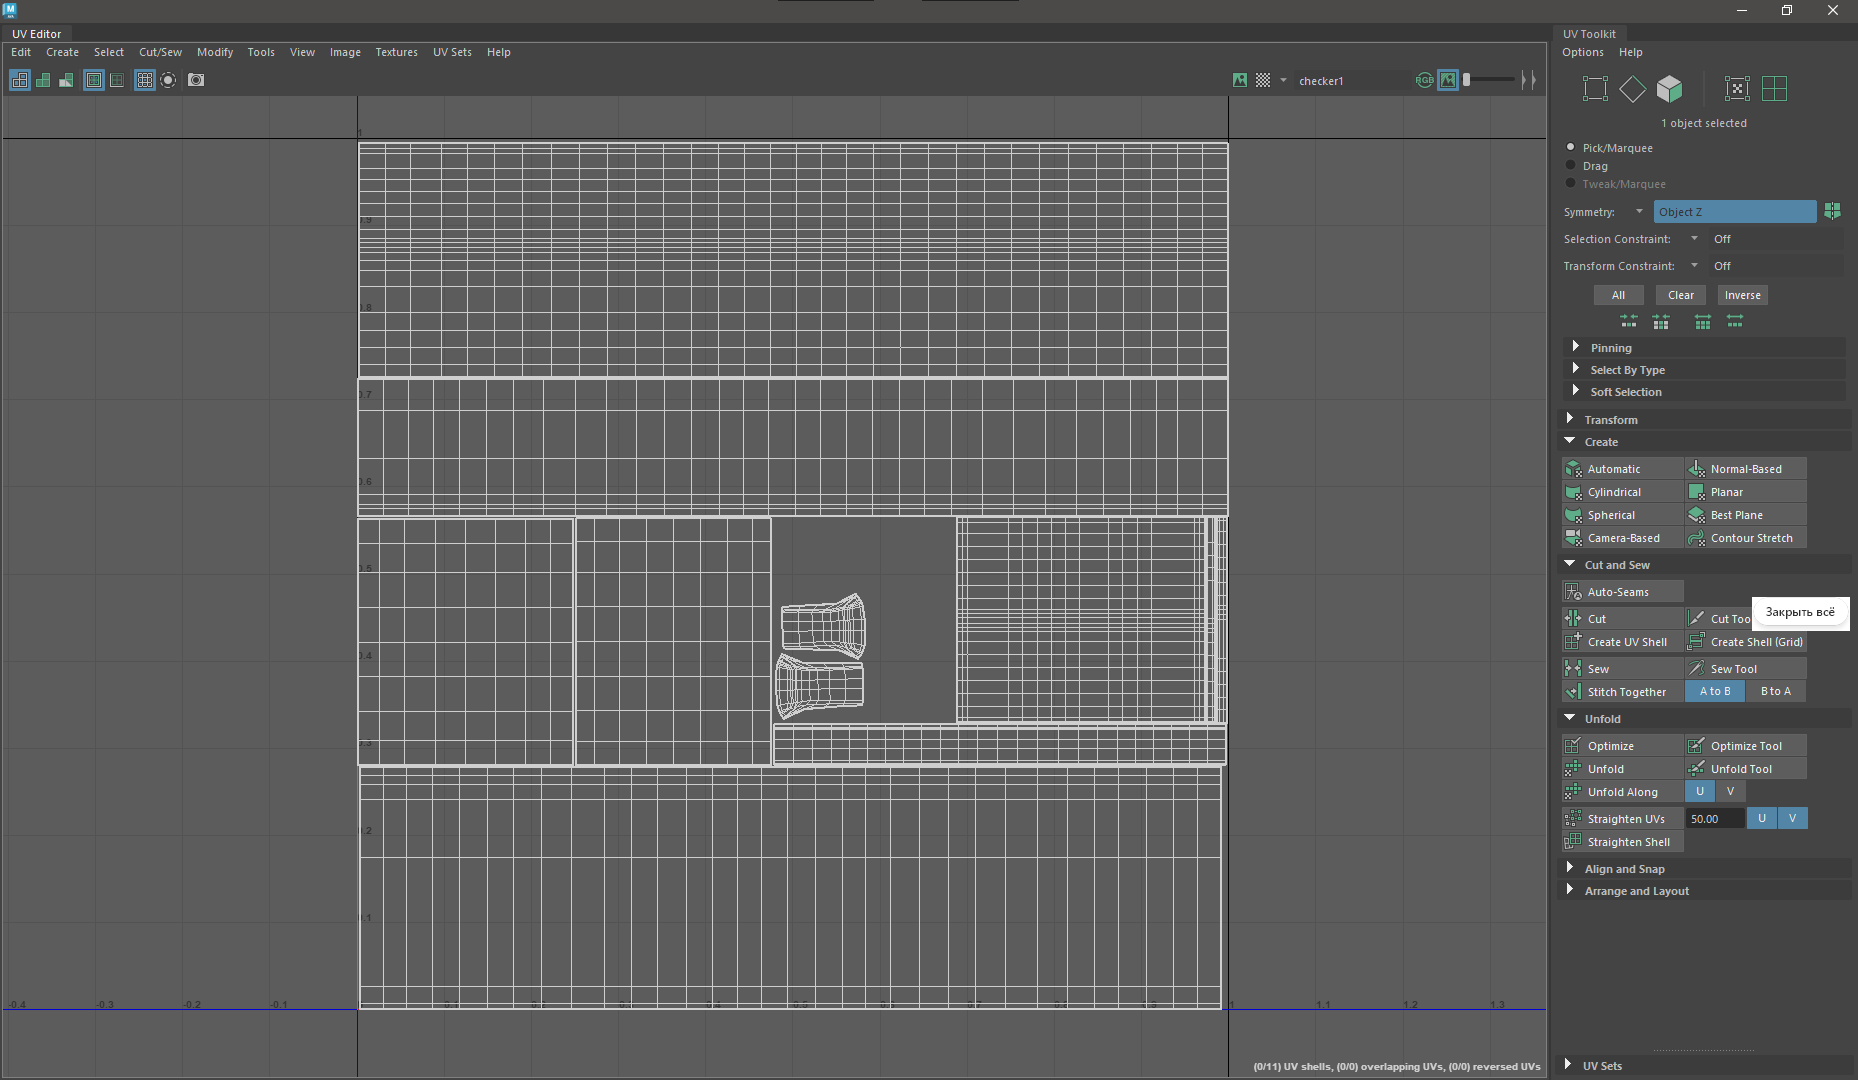 UV Editor
UV Toolkit
Edit Create Select Cut/Sew Modify Tools View Image Textures UV Sets Help
Options Help
checker1
RGB
1 object selected
Pick/Marquee
Drag
Tweak/Marquee
Symmetry: Object Z
Selection Constraint: Off
Transform Constraint: Off
All Clear Inverse
Pinning
Select By Type
Soft Selection
Transform
Create
Automatic Normal-Based
Cylindrical Planar
Spherical Best Plane
Camera-Based Contour Stretch
Cut and Sew
Auto-Seams
Закрыть всё
Cut Cut Too
Create UV Shell Create Shell (Grid)
Sew Sew Tool
Stitch Together A to B B to A
Unfold
Optimize Optimize Tool
Unfold Unfold Tool
Unfold Along U V
Straighten UVs 50.00 U V
Straighten Shell
Align and Snap
Arrange and Layout
UV Sets
1
0.9
0.8
0.7
0.6
0.5
0.4
0.3
0.2
0.1
-0.4 -0.3 -0.2 -0.1 0.1 0.2 0.3 0.4 0.5 0.6 0.7 0.8 0.9 1 1.1 1.2 1.3
(0/11) UV shells, (0/0) overlapping UVs, (0/0) reversed UVs